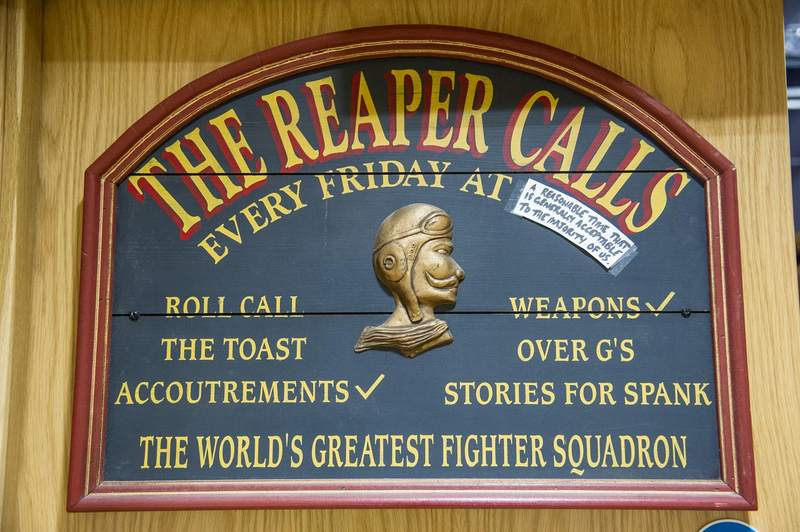 THE REAPER CALLS
EVERY FRIDAY AT
A REASONABLE TIME THAT
IS GENERALLY ACCEPTABLE
TO THE MAJORITY OF US.
ROLL CALL
THE TOAST
ACCOUTREMENTS ✓
WEAPONS ✓
OVER G'S
STORIES FOR SPANK
THE WORLD'S GREATEST FIGHTER SQUADRON